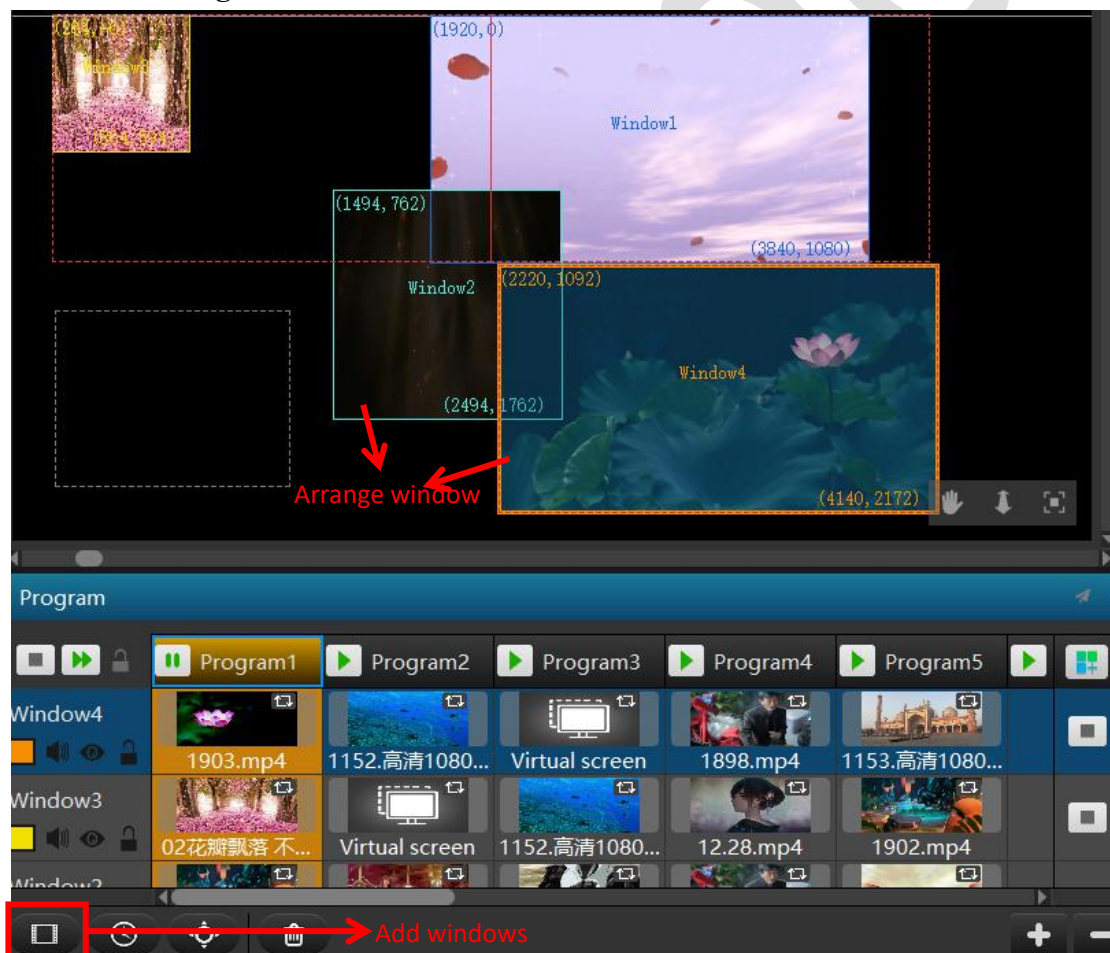 (1920,0)
Window3
Window1
(1494,762)
(3840,1080)
Window2
(2220,1092)
Window4
(2494,1762)
Arrange window
(4140,2172)
Program
Program1
Program2
Program3
Program4
Program5
Window4
1903.mp4
1152.高清1080...
Virtual screen
1898.mp4
1153.高清1080...
Window3
02花瓣飘落 不...
Virtual screen
1152.高清1080...
12.28.mp4
1902.mp4
Window2
Add windows